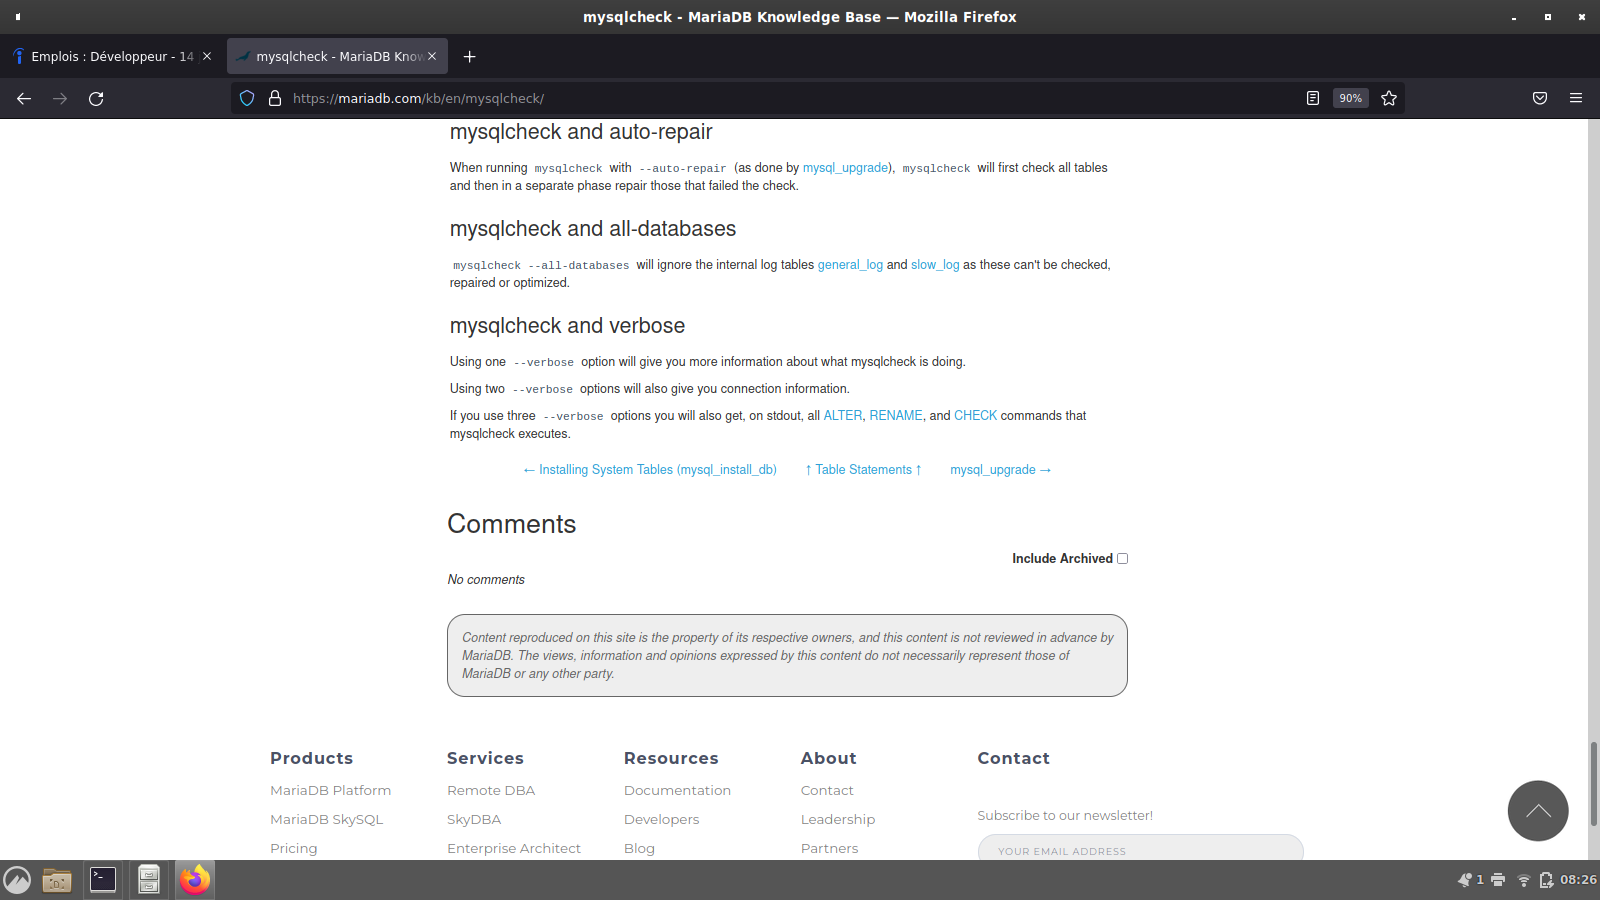 mysqlcheck - MariaDB Knowledge Base — Mozilla Firefox
Emplois : Développeur - 14
mysqlcheck - MariaDB Know
https://mariadb.com/kb/en/mysqlcheck/
90%
mysqlcheck and auto-repair
When running mysqlcheck with --auto-repair (as done by mysql_upgrade), mysqlcheck will first check all tables
and then in a separate phase repair those that failed the check.
mysqlcheck and all-databases
mysqlcheck --all-databases will ignore the internal log tables general_log and slow_log as these can't be checked,
repaired or optimized.
mysqlcheck and verbose
Using one --verbose option will give you more information about what mysqlcheck is doing.
Using two --verbose options will also give you connection information.
If you use three --verbose options you will also get, on stdout, all ALTER, RENAME, and CHECK commands that
mysqlcheck executes.
← Installing System Tables (mysql_install_db) ↑ Table Statements ↑ mysql_upgrade →
Comments
Include Archived
No comments
Content reproduced on this site is the property of its respective owners, and this content is not reviewed in advance by
MariaDB. The views, information and opinions expressed by this content do not necessarily represent those of
MariaDB or any other party.
Products
MariaDB Platform
MariaDB SkySQL
Pricing
Services
Remote DBA
SkyDBA
Enterprise Architect
Resources
Documentation
Developers
Blog
About
Contact
Leadership
Partners
Contact
Subscribe to our newsletter!
YOUR EMAIL ADDRESS
1
08:26